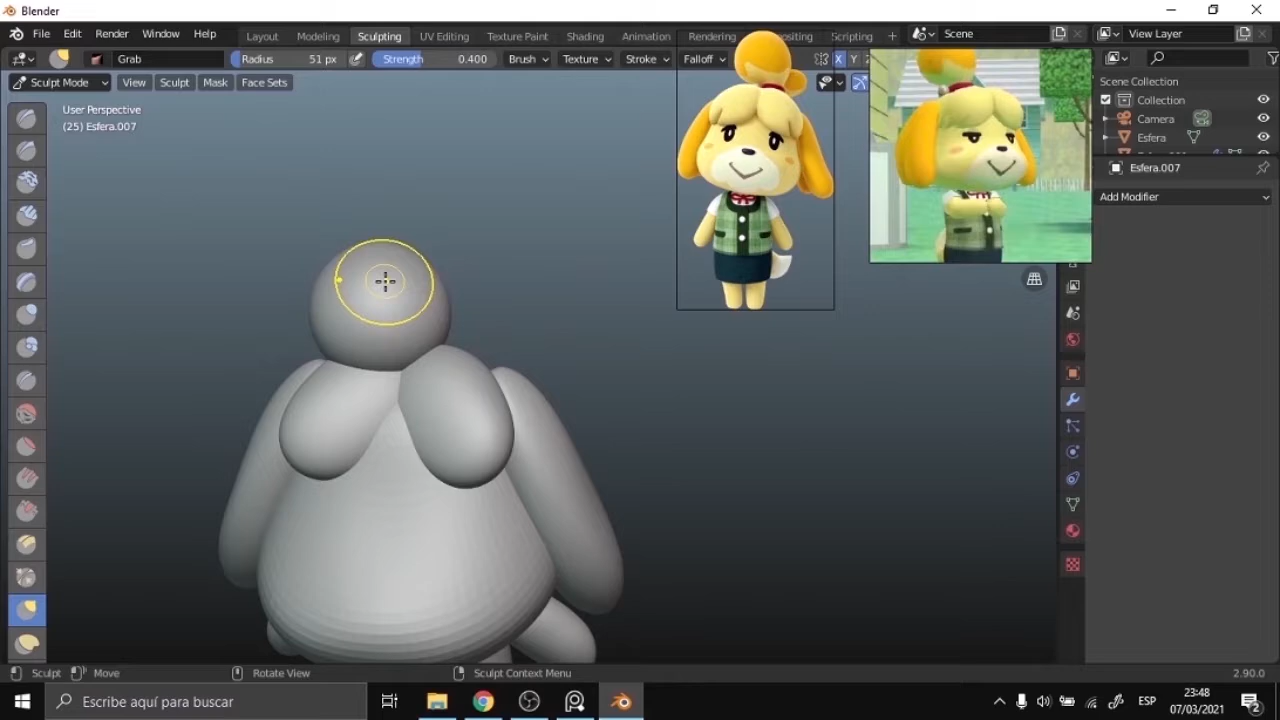 Blender
File Edit Render Window Help
Layout Modeling Sculpting UV Editing Texture Paint Shading Animation Rendering Scripting
Scene View Layer
Grab Radius 51 px Strength 0.400 Brush Texture Stroke Falloff X Y
Sculpt Mode View Sculpt Mask Face Sets
User Perspective
(25) Esfera.007
Scene Collection
Collection
Camera
Esfera
Esfera.007
Add Modifier
Sculpt Move Rotate View Sculpt Context Menu 2.90.0
Escribe aquí para buscar
ESP
23:48
07/03/2021
2